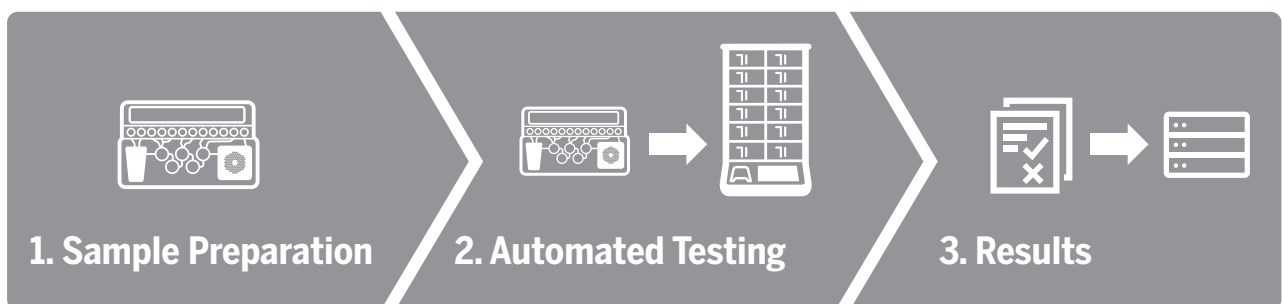 1. Sample Preparation
2. Automated Testing
3. Results